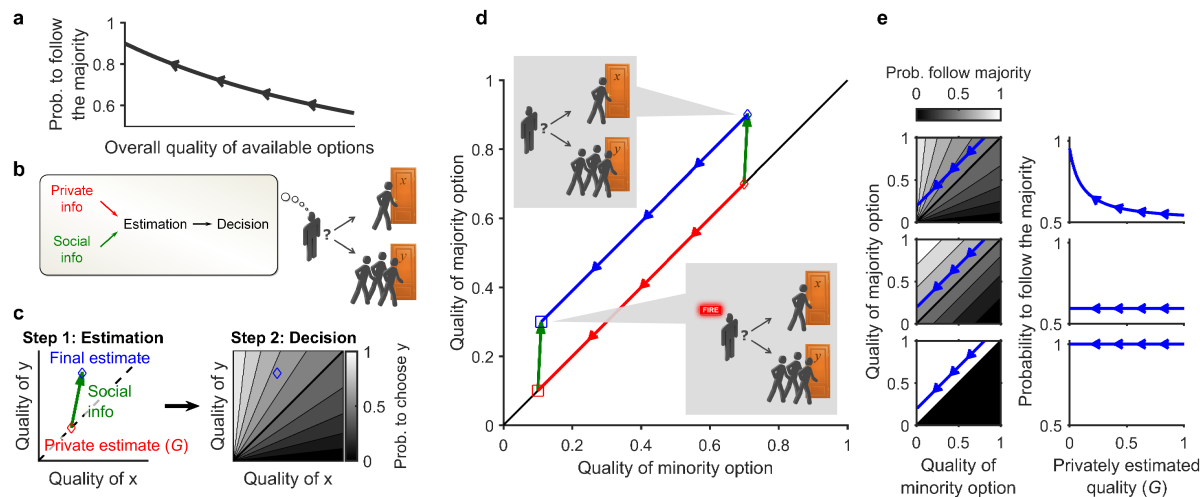 a
Prob. to follow
the majority
1
0.8
0.6
Overall quality of available options
b
Private
info
Social
info
Estimation
Decision
?
x
y
c
Step 1: Estimation
Final estimate
Social
info
Private estimate (G)
Quality of y
Quality of x
Step 2: Decision
Quality of y
Quality of x
1
0.5
0
Prob. to choose y
d
1
0.8
0.6
0.4
0.2
0
0
0.2
0.4
0.6
0.8
1
Quality of majority option
Quality of minority option
?
x
y
FIRE
?
x
y
e
Prob. follow majority
0
0.5
1
1
0.5
0
1
0.5
0
1
0.5
0
0
0.5
1
Quality of majority option
Quality of
minority option
1
0.5
1
0.5
1
0.5
0
0.5
1
Probability to follow the majority
Privately estimated
quality (G)